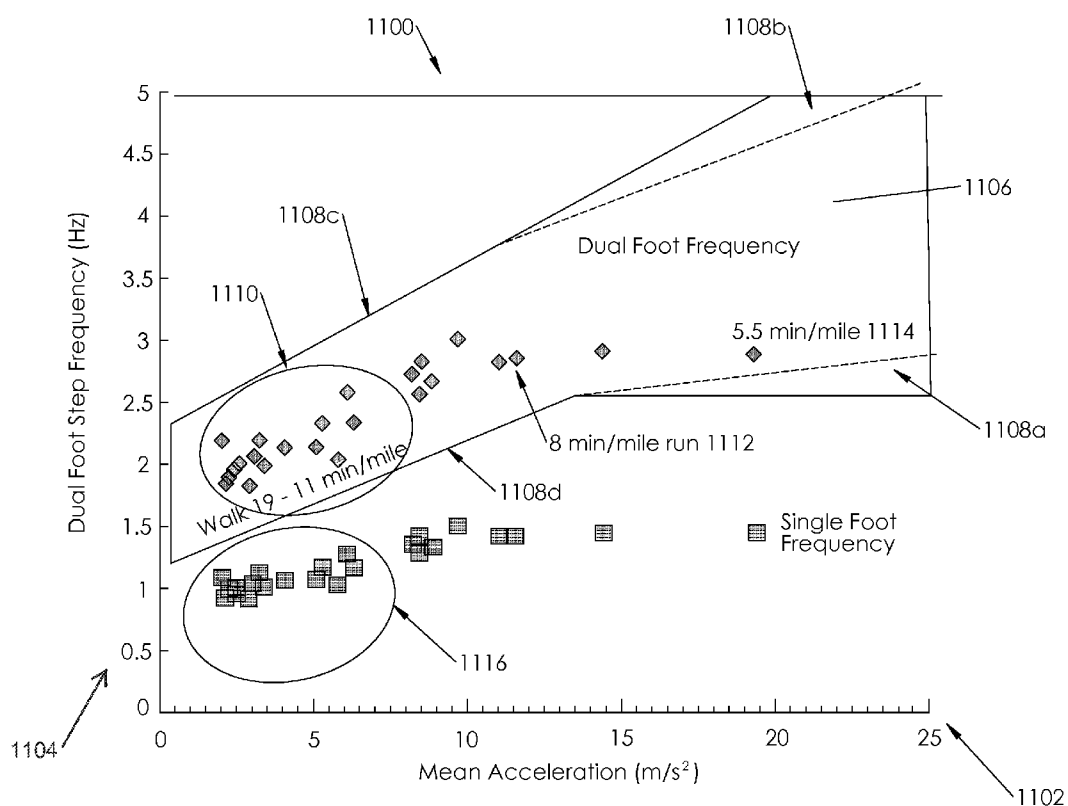 1100
1108b
5
4.5
4
3.5
3
2.5
2
1.5
1
0.5
0
Dual Foot Step Frequency (Hz)
1106
1108c
Dual Foot Frequency
1110
5.5 min/mile 1114
8 min/mile run 1112
1108a
Walk 19 - 11 min/mile
1108d
Single Foot
Frequency
1116
1104
0
5
10
15
20
25
Mean Acceleration (m/s²)
1102